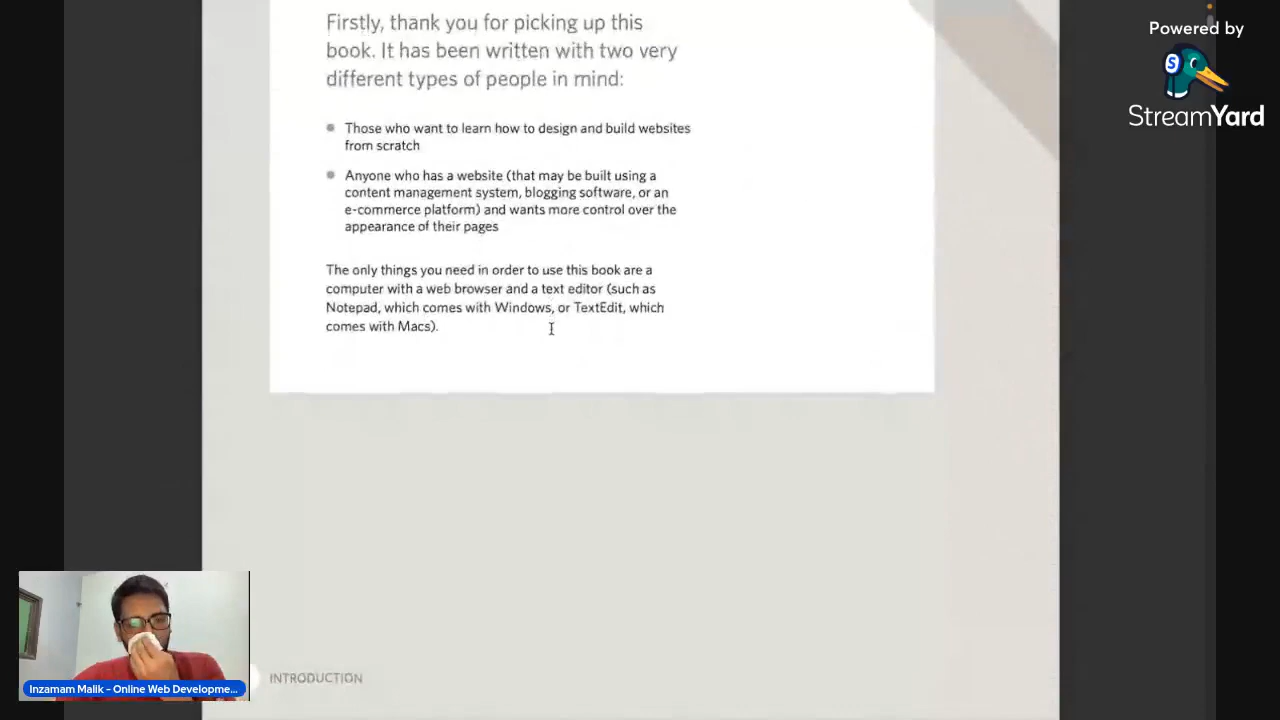 Firstly, thank you for picking up this
book. It has been written with two very
different types of people in mind:
Those who want to learn how to design and build websites
from scratch
Anyone who has a website (that may be built using a
content management system, blogging software, or an
e-commerce platform) and wants more control over the
appearance of their pages
The only things you need in order to use this book are a
computer with a web browser and a text editor (such as
Notepad, which comes with Windows, or TextEdit, which
comes with Macs).
INTRODUCTION
Powered by
S
StreamYard
Inzamam Malik - Online Web Developme...